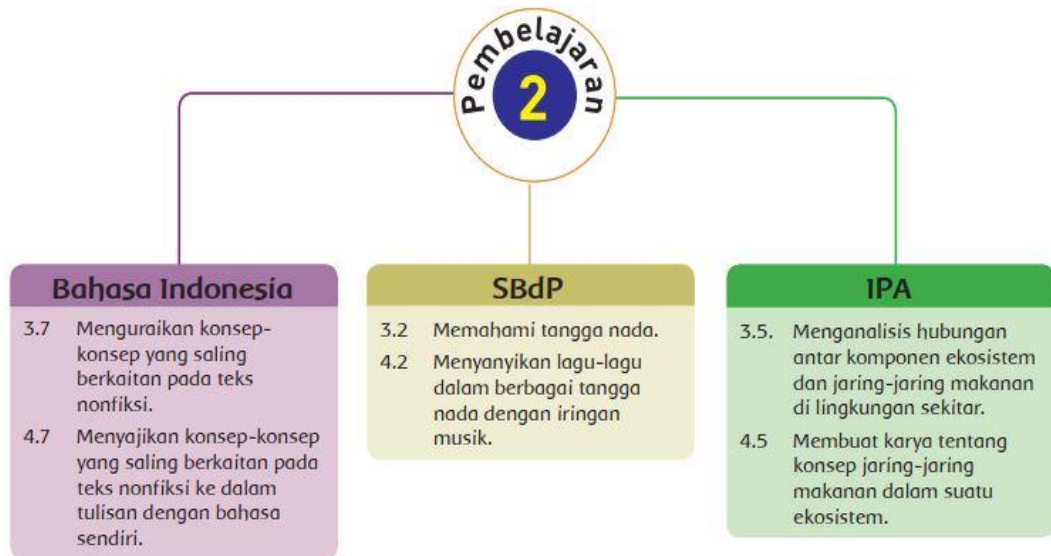 Pembelajaran
2
Bahasa Indonesia
3.7 Menguraikan konsep-
konsep yang saling
berkaitan pada teks
nonfiksi.
4.7 Menyajikan konsep-konsep
yang saling berkaitan pada
teks nonfiksi ke dalam
tulisan dengan bahasa
sendiri.
SBdP
3.2 Memahami tangga nada.
4.2 Menyanyikan lagu-lagu
dalam berbagai tangga
nada dengan iringan
musik.
IPA
3.5. Menganalisis hubungan
antar komponen ekosistem
dan jaring-jaring makanan
di lingkungan sekitar.
4.5 Membuat karya tentang
konsep jaring-jaring
makanan dalam suatu
ekosistem.